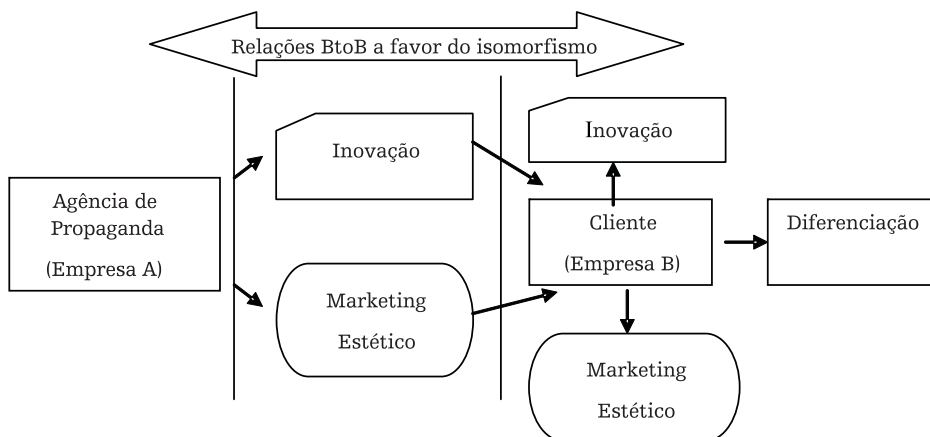 Relações BtoB a favor do isomorfismo
Agência de
Propaganda
(Empresa A)
Inovação
Marketing
Estético
Inovação
Cliente
(Empresa B)
Diferenciação
Marketing
Estético